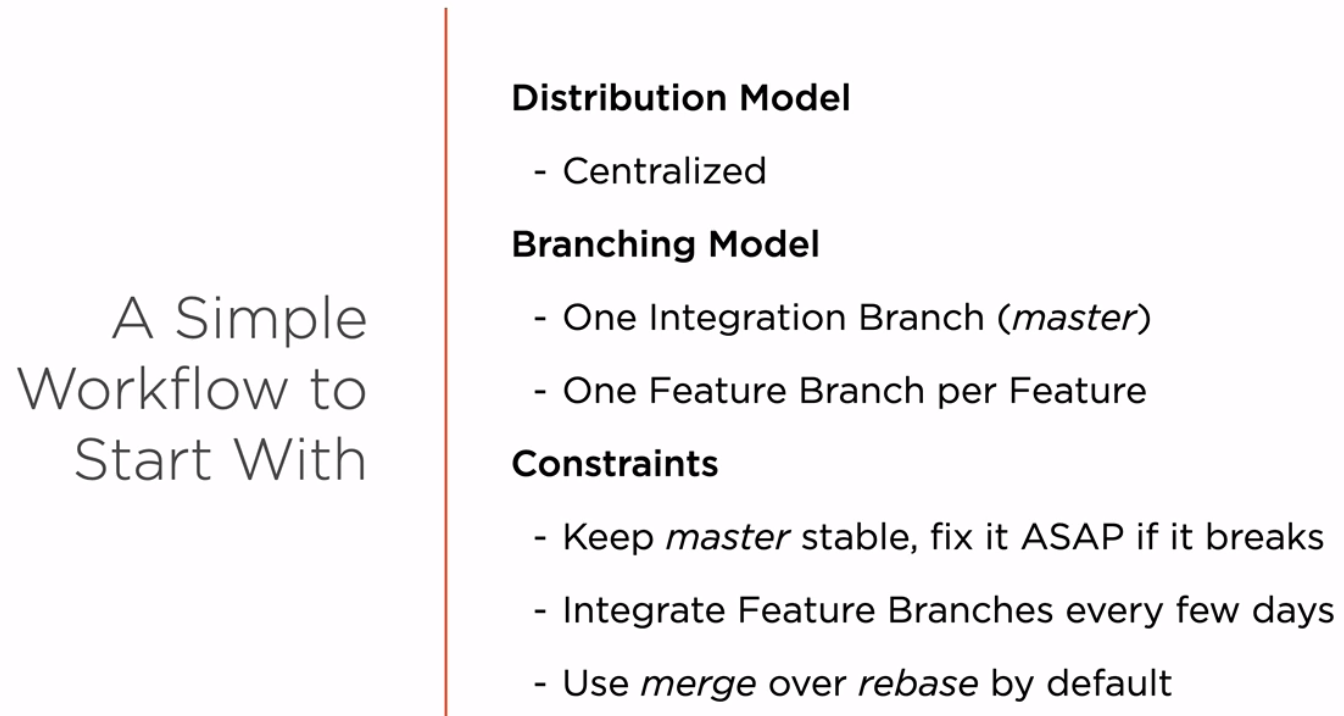 A Simple
Workflow to
Start With
Distribution Model
- Centralized
Branching Model
- One Integration Branch (master)
- One Feature Branch per Feature
Constraints
- Keep master stable, fix it ASAP if it breaks
- Integrate Feature Branches every few days
- Use merge over rebase by default